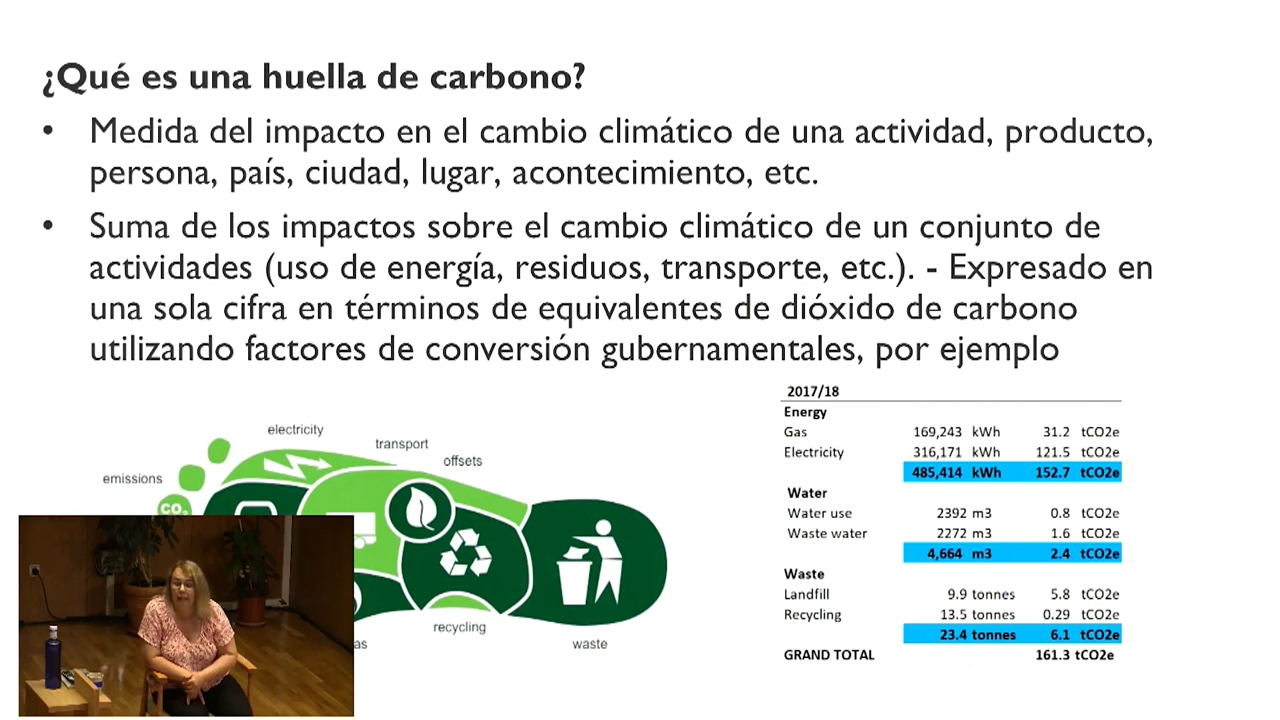 ¿Qué es una huella de carbono?
• Medida del impacto en el cambio climático de una actividad, producto,
persona, país, ciudad, lugar, acontecimiento, etc.
• Suma de los impactos sobre el cambio climático de un conjunto de
actividades (uso de energía, residuos, transporte, etc.). - Expresado en
una sola cifra en términos de equivalentes de dióxido de carbono
utilizando factores de conversión gubernamentales, por ejemplo
electricity
transport
offsets
emissions
CO2
recycling
waste
2017/18
Energy
Gas 169,243 kWh 31.2 tCO2e
Electricity 316,171 kWh 121.5 tCO2e
485,414 kWh 152.7 tCO2e
Water
Water use 2392 m3 0.8 tCO2e
Waste water 2272 m3 1.6 tCO2e
4,664 m3 2.4 tCO2e
Waste
Landfill 9.9 tonnes 5.8 tCO2e
Recycling 13.5 tonnes 0.29 tCO2e
23.4 tonnes 6.1 tCO2e
GRAND TOTAL 161.3 tCO2e